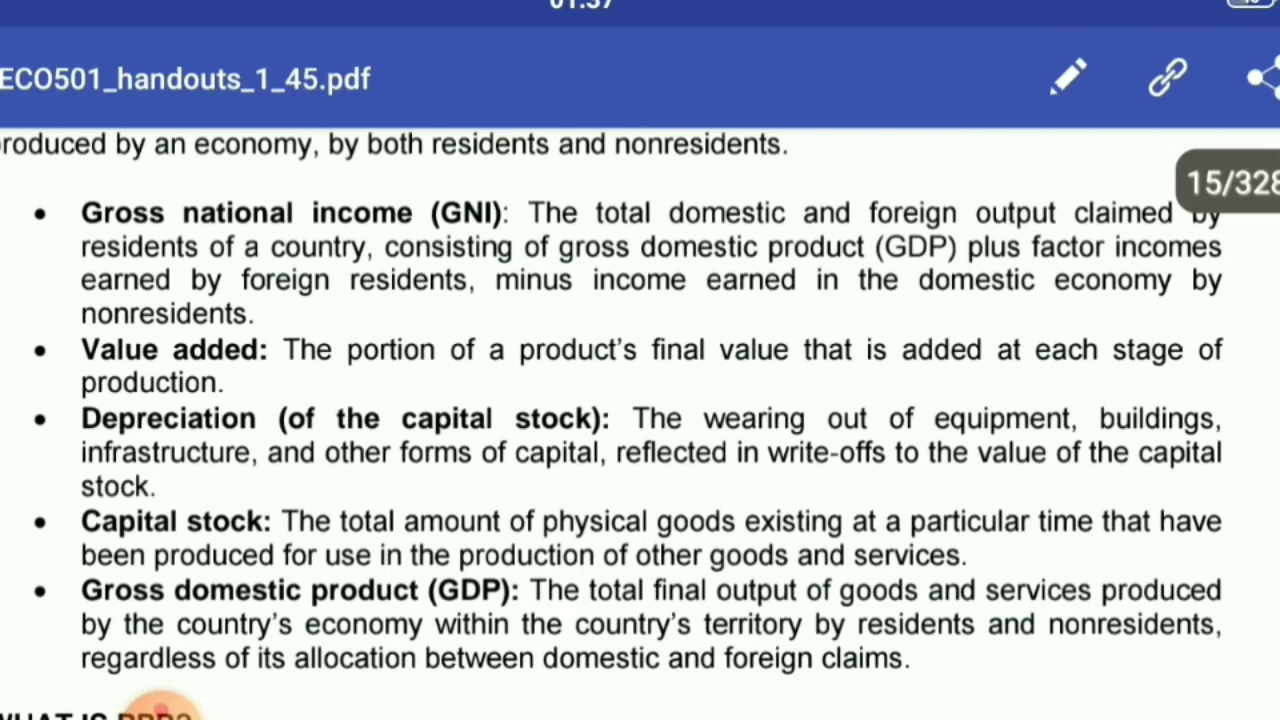 01:37
ECO501_handouts_1_45.pdf
roduced by an economy, by both residents and nonresidents.
15/328
• Gross national income (GNI): The total domestic and foreign output claimed by
residents of a country, consisting of gross domestic product (GDP) plus factor incomes
earned by foreign residents, minus income earned in the domestic economy by
nonresidents.
• Value added: The portion of a product's final value that is added at each stage of
production.
• Depreciation (of the capital stock): The wearing out of equipment, buildings,
infrastructure, and other forms of capital, reflected in write-offs to the value of the capital
stock.
• Capital stock: The total amount of physical goods existing at a particular time that have
been produced for use in the production of other goods and services.
• Gross domestic product (GDP): The total final output of goods and services produced
by the country's economy within the country's territory by residents and nonresidents,
regardless of its allocation between domestic and foreign claims.
WHAT IS PPP?